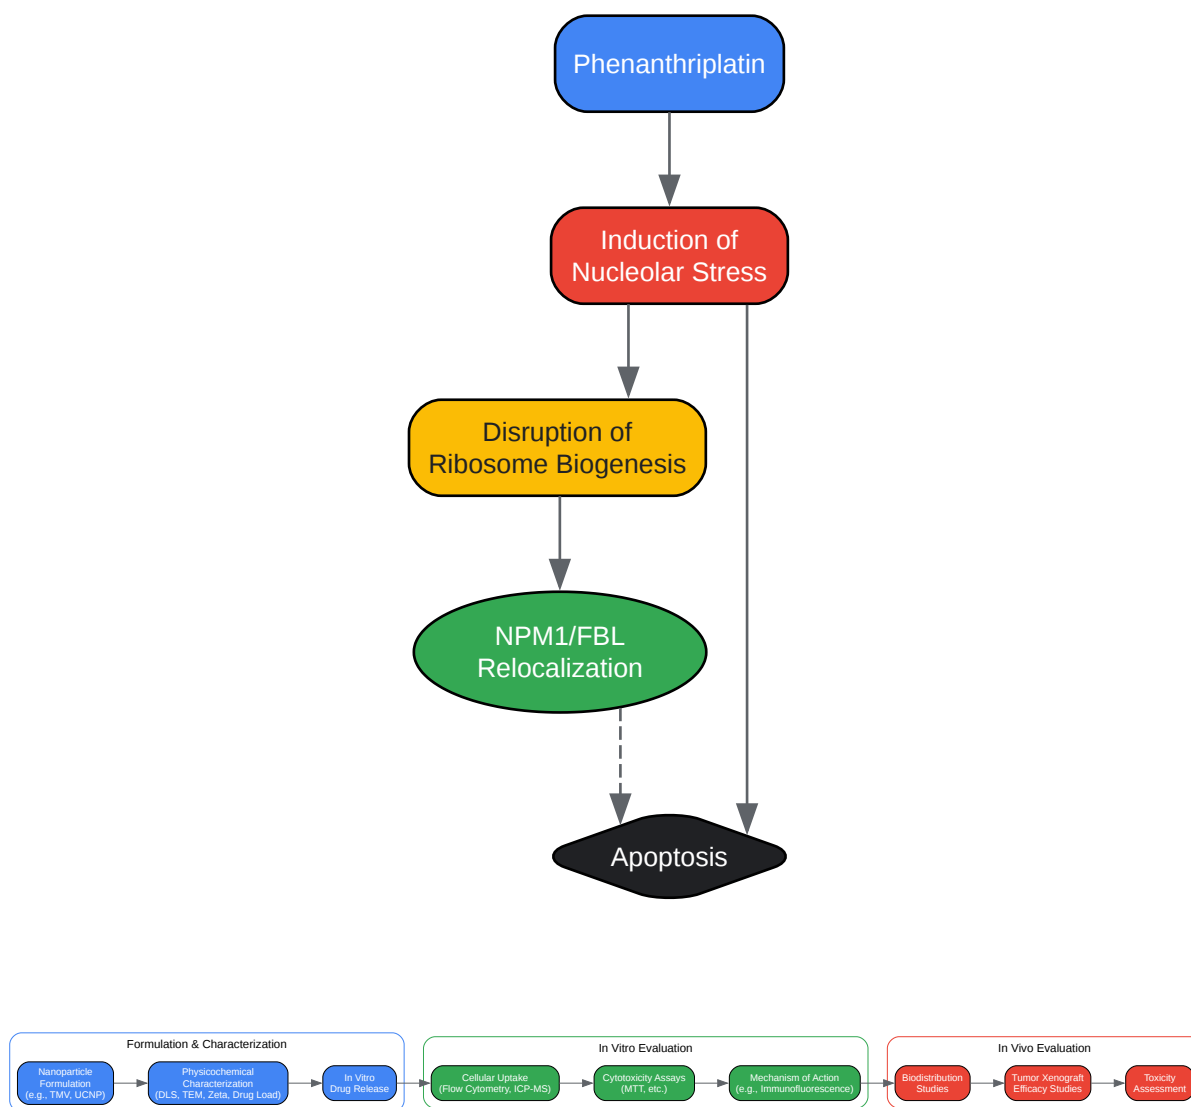 Phenanthriplatin
Induction of
Nucleolar Stress
Disruption of
Ribosome Biogenesis
NPM1/FBL
Relocalization
Apoptosis
Formulation & Characterization
Nanoparticle
Formulation
(e.g., TMV, UCNP)
Physicochemical
Characterization
(DLS, TEM, Zeta, Drug Load)
In Vitro
Drug Release
In Vitro Evaluation
Cellular Uptake
(Flow Cytometry, ICP-MS)
Cytotoxicity Assays
(MTT, etc.)
Mechanism of Action
(e.g., Immunofluorescence)
In Vivo Evaluation
Biodistribution
Studies
Tumor Xenograft
Efficacy Studies
Toxicity
Assessment